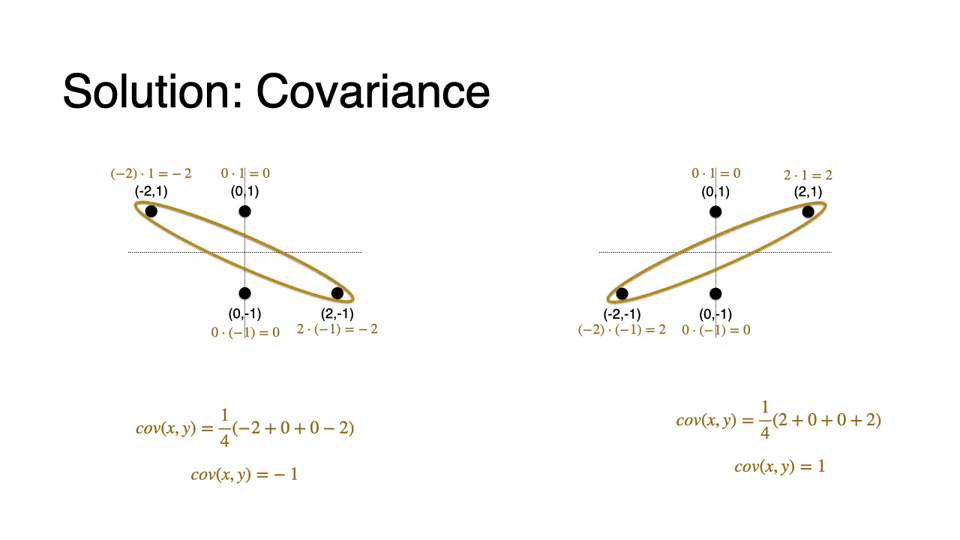 Solution: Covariance
(−2) · 1 = − 2
0 · 1 = 0
(-2,1)
(0,1)
(0,-1)
(2,-1)
0 · (−1) = 0
2 · (−1) = − 2
cov(x, y) = 1/4 (−2 + 0 + 0 − 2)
cov(x, y) = − 1
0 · 1 = 0
2 · 1 = 2
(0,1)
(2,1)
(-2,-1)
(0,-1)
(−2) · (−1) = 2
0 · (−1) = 0
cov(x, y) = 1/4 (2 + 0 + 0 + 2)
cov(x, y) = 1